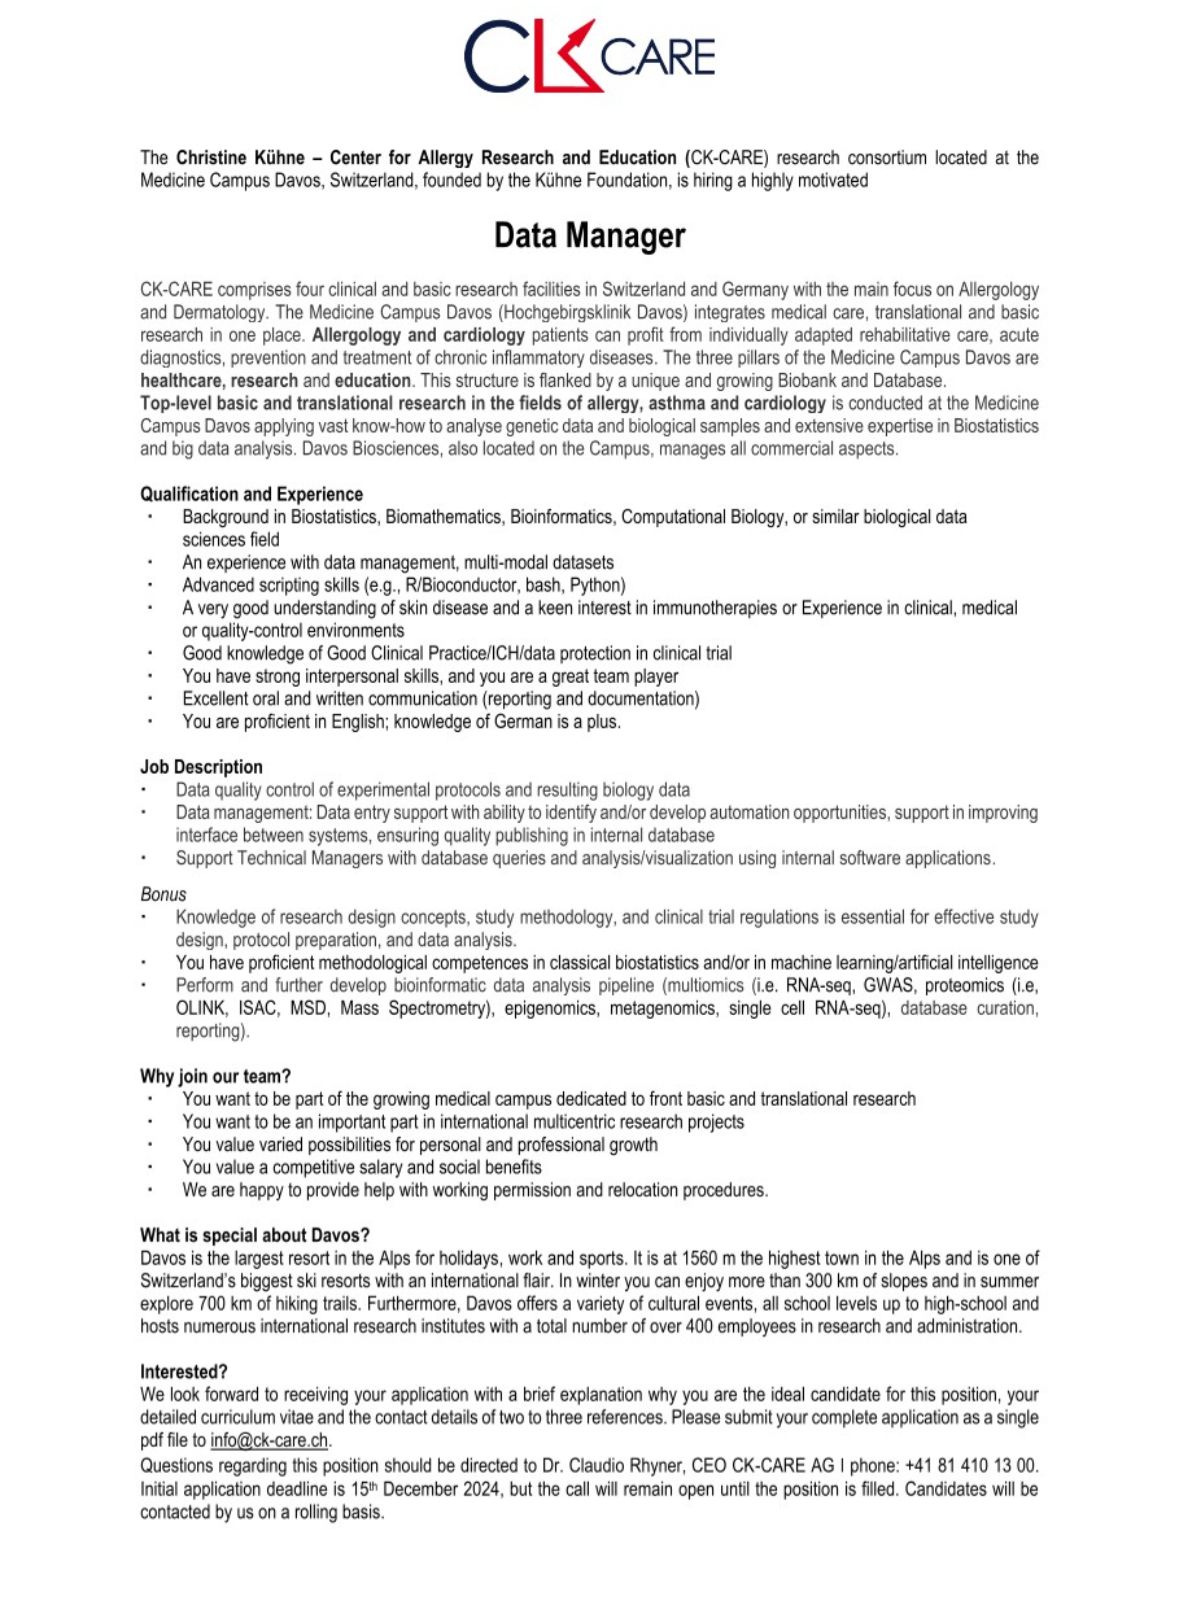 CK CARE
The Christine Kühne – Center for Allergy Research and Education (CK-CARE) research consortium located at the
Medicine Campus Davos, Switzerland, founded by the Kühne Foundation, is hiring a highly motivated
Data Manager
CK-CARE comprises four clinical and basic research facilities in Switzerland and Germany with the main focus on Allergology
and Dermatology. The Medicine Campus Davos (Hochgebirgsklinik Davos) integrates medical care, translational and basic
research in one place. Allergology and cardiology patients can profit from individually adapted rehabilitative care, acute
diagnostics, prevention and treatment of chronic inflammatory diseases. The three pillars of the Medicine Campus Davos are
healthcare, research and education. This structure is flanked by a unique and growing Biobank and Database.
Top-level basic and translational research in the fields of allergy, asthma and cardiology is conducted at the Medicine
Campus Davos applying vast know-how to analyse genetic data and biological samples and extensive expertise in Biostatistics
and big data analysis. Davos Biosciences, also located on the Campus, manages all commercial aspects.
Qualification and Experience
· Background in Biostatistics, Biomathematics, Bioinformatics, Computational Biology, or similar biological data
sciences field
· An experience with data management, multi-modal datasets
· Advanced scripting skills (e.g., R/Bioconductor, bash, Python)
· A very good understanding of skin disease and a keen interest in immunotherapies or Experience in clinical, medical
or quality-control environments
· Good knowledge of Good Clinical Practice/ICH/data protection in clinical trial
· You have strong interpersonal skills, and you are a great team player
· Excellent oral and written communication (reporting and documentation)
· You are proficient in English; knowledge of German is a plus.
Job Description
· Data quality control of experimental protocols and resulting biology data
· Data management: Data entry support with ability to identify and/or develop automation opportunities, support in improving
interface between systems, ensuring quality publishing in internal database
· Support Technical Managers with database queries and analysis/visualization using internal software applications.
Bonus
· Knowledge of research design concepts, study methodology, and clinical trial regulations is essential for effective study
design, protocol preparation, and data analysis.
· You have proficient methodological competences in classical biostatistics and/or in machine learning/artificial intelligence
· Perform and further develop bioinformatic data analysis pipeline (multiomics (i.e. RNA-seq, GWAS, proteomics (i.e,
OLINK, ISAC, MSD, Mass Spectrometry), epigenomics, metagenomics, single cell RNA-seq), database curation,
reporting).
Why join our team?
· You want to be part of the growing medical campus dedicated to front basic and translational research
· You want to be an important part in international multicentric research projects
· You value varied possibilities for personal and professional growth
· You value a competitive salary and social benefits
· We are happy to provide help with working permission and relocation procedures.
What is special about Davos?
Davos is the largest resort in the Alps for holidays, work and sports. It is at 1560 m the highest town in the Alps and is one of
Switzerland's biggest ski resorts with an international flair. In winter you can enjoy more than 300 km of slopes and in summer
explore 700 km of hiking trails. Furthermore, Davos offers a variety of cultural events, all school levels up to high-school and
hosts numerous international research institutes with a total number of over 400 employees in research and administration.
Interested?
We look forward to receiving your application with a brief explanation why you are the ideal candidate for this position, your
detailed curriculum vitae and the contact details of two to three references. Please submit your complete application as a single
pdf file to info@ck-care.ch.
Questions regarding this position should be directed to Dr. Claudio Rhyner, CEO CK-CARE AG I phone: +41 81 410 13 00.
Initial application deadline is 15th December 2024, but the call will remain open until the position is filled. Candidates will be
contacted by us on a rolling basis.